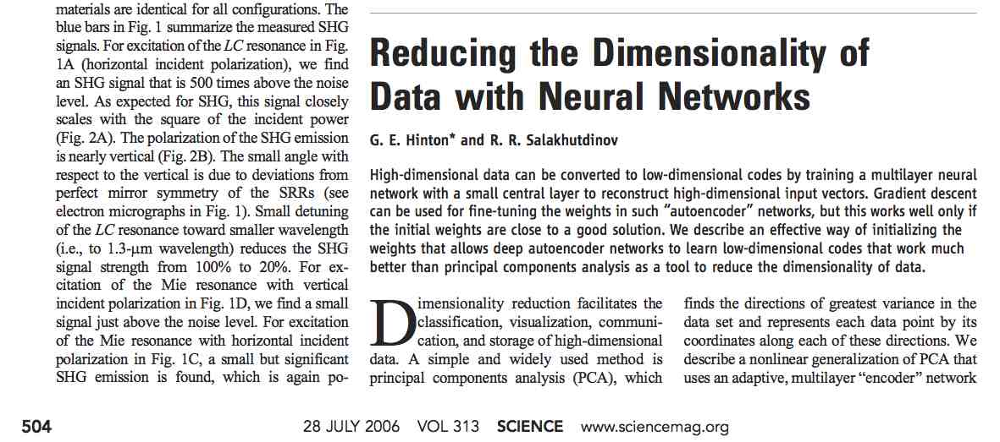 materials are identical for all configurations. The
blue bars in Fig. 1 summarize the measured SHG
signals. For excitation of the LC resonance in Fig.
1A (horizontal incident polarization), we find
an SHG signal that is 500 times above the noise
level. As expected for SHG, this signal closely
scales with the square of the incident power
(Fig. 2A). The polarization of the SHG emission
is nearly vertical (Fig. 2B). The small angle with
respect to the vertical is due to deviations from
perfect mirror symmetry of the SRRs (see
electron micrographs in Fig. 1). Small detuning
of the LC resonance toward smaller wavelength
(i.e., to 1.3-μm wavelength) reduces the SHG
signal strength from 100% to 20%. For ex-
citation of the Mie resonance with vertical
incident polarization in Fig. 1D, we find a small
signal just above the noise level. For excitation
of the Mie resonance with horizontal incident
polarization in Fig. 1C, a small but significant
SHG emission is found, which is again po-
Reducing the Dimensionality of
Data with Neural Networks
G. E. Hinton* and R. R. Salakhutdinov
High-dimensional data can be converted to low-dimensional codes by training a multilayer neural
network with a small central layer to reconstruct high-dimensional input vectors. Gradient descent
can be used for fine-tuning the weights in such “autoencoder” networks, but this works well only if
the initial weights are close to a good solution. We describe an effective way of initializing the
weights that allows deep autoencoder networks to learn low-dimensional codes that work much
better than principal components analysis as a tool to reduce the dimensionality of data.
Dimensionality reduction facilitates the
classification, visualization, communi-
cation, and storage of high-dimensional
data. A simple and widely used method is
principal components analysis (PCA), which
finds the directions of greatest variance in the
data set and represents each data point by its
coordinates along each of these directions. We
describe a nonlinear generalization of PCA that
uses an adaptive, multilayer “encoder” network
504
28 JULY 2006 VOL 313 SCIENCE www.sciencemag.org